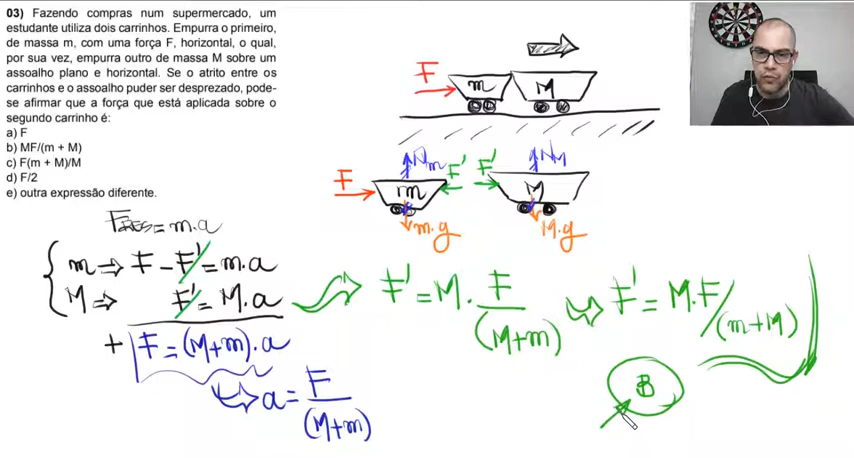 03) Fazendo compras num supermercado, um
estudante utiliza dois carrinhos. Empurra o primeiro,
de massa m, com uma força F, horizontal, o qual,
por sua vez, empurra outro de massa M sobre um
assoalho plano e horizontal. Se o atrito entre os
carrinhos e o assoalho puder ser desprezado, pode-
se afirmar que a força que está aplicada sobre o
segundo carrinho é:
a) F
b) MF/(m + M)
c) F(m + M)/M
d) F/2
e) outra expressão diferente.
F
m
M
Nm
F'
F'
NM
F
m
M
m.g
M.g
FRES = m.a
m ⇒ F - F' = m.a
M ⇒ F' = M.a
+ F = (M+m).a
a = F/(M+m)
F' = M. F/(M+m)
F' = M.F/(m+M)
B